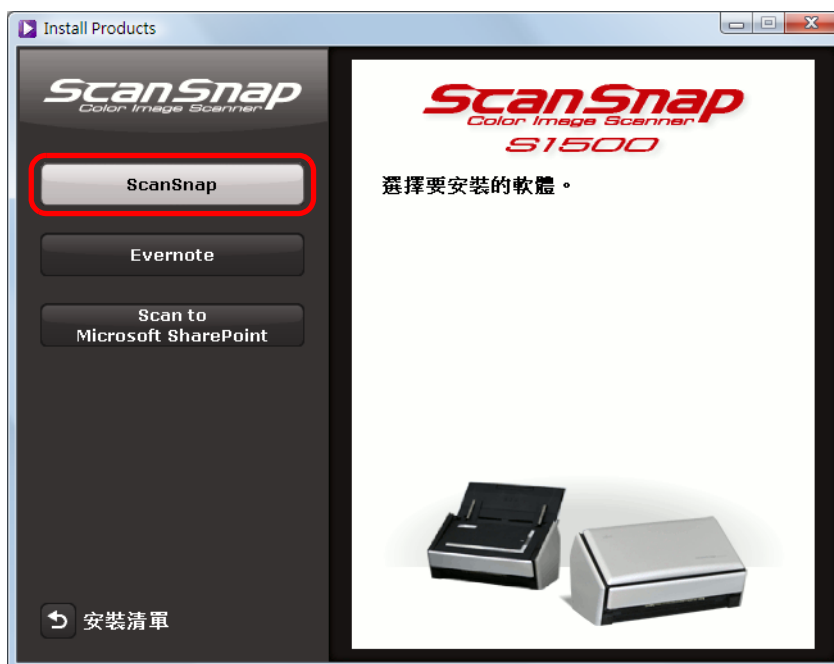 Install Products
ScanSnap
Color Image Scanner
ScanSnap
Evernote
Scan to
Microsoft SharePoint
安裝清單
ScanSnap
Color Image Scanner
S1500
選擇要安裝的軟體。